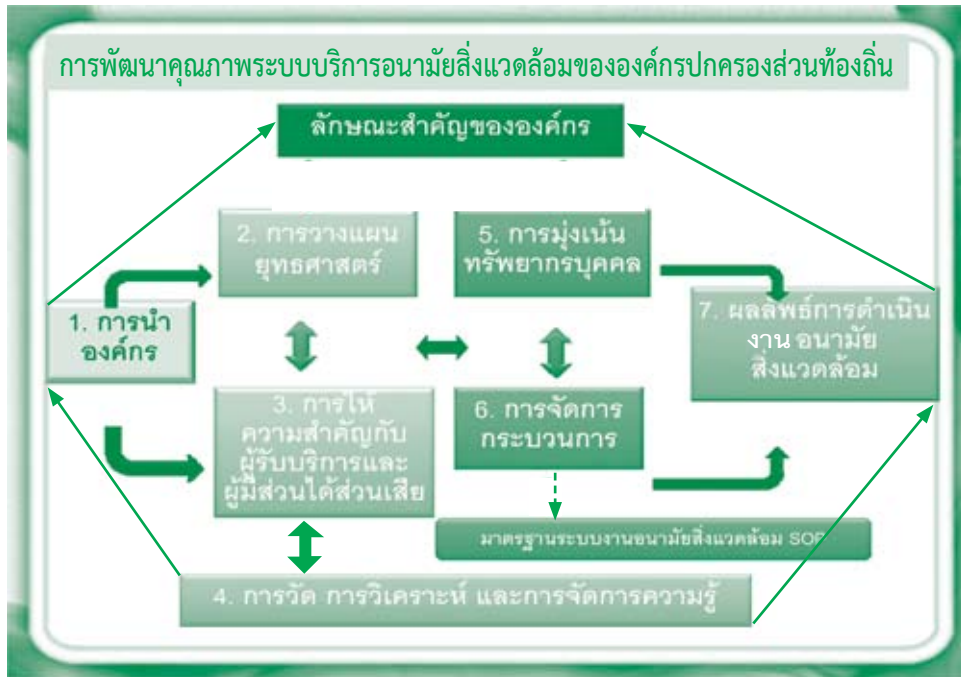 การพัฒนาคุณภาพระบบบริการอนามัยสิ่งแวดล้อมขององค์กรปกครองส่วนท้องถิ่น
ลักษณะสำคัญขององค์กร
1. การนำ
องค์กร
2. การวางแผน
ยุทธศาสตร์
3. การให้
ความสำคัญกับ
ผู้รับบริการและ
ผู้มีส่วนได้ส่วนเสีย
4. การวัด การวิเคราะห์ และการจัดการความรู้
5. การมุ่งเน้น
ทรัพยากรบุคคล
6. การจัดการ
กระบวนการ
มาตรฐานระบบงานอนามัยสิ่งแวดล้อม SOP
7. ผลลัพธ์การดำเนิน
งาน อนามัย
สิ่งแวดล้อม